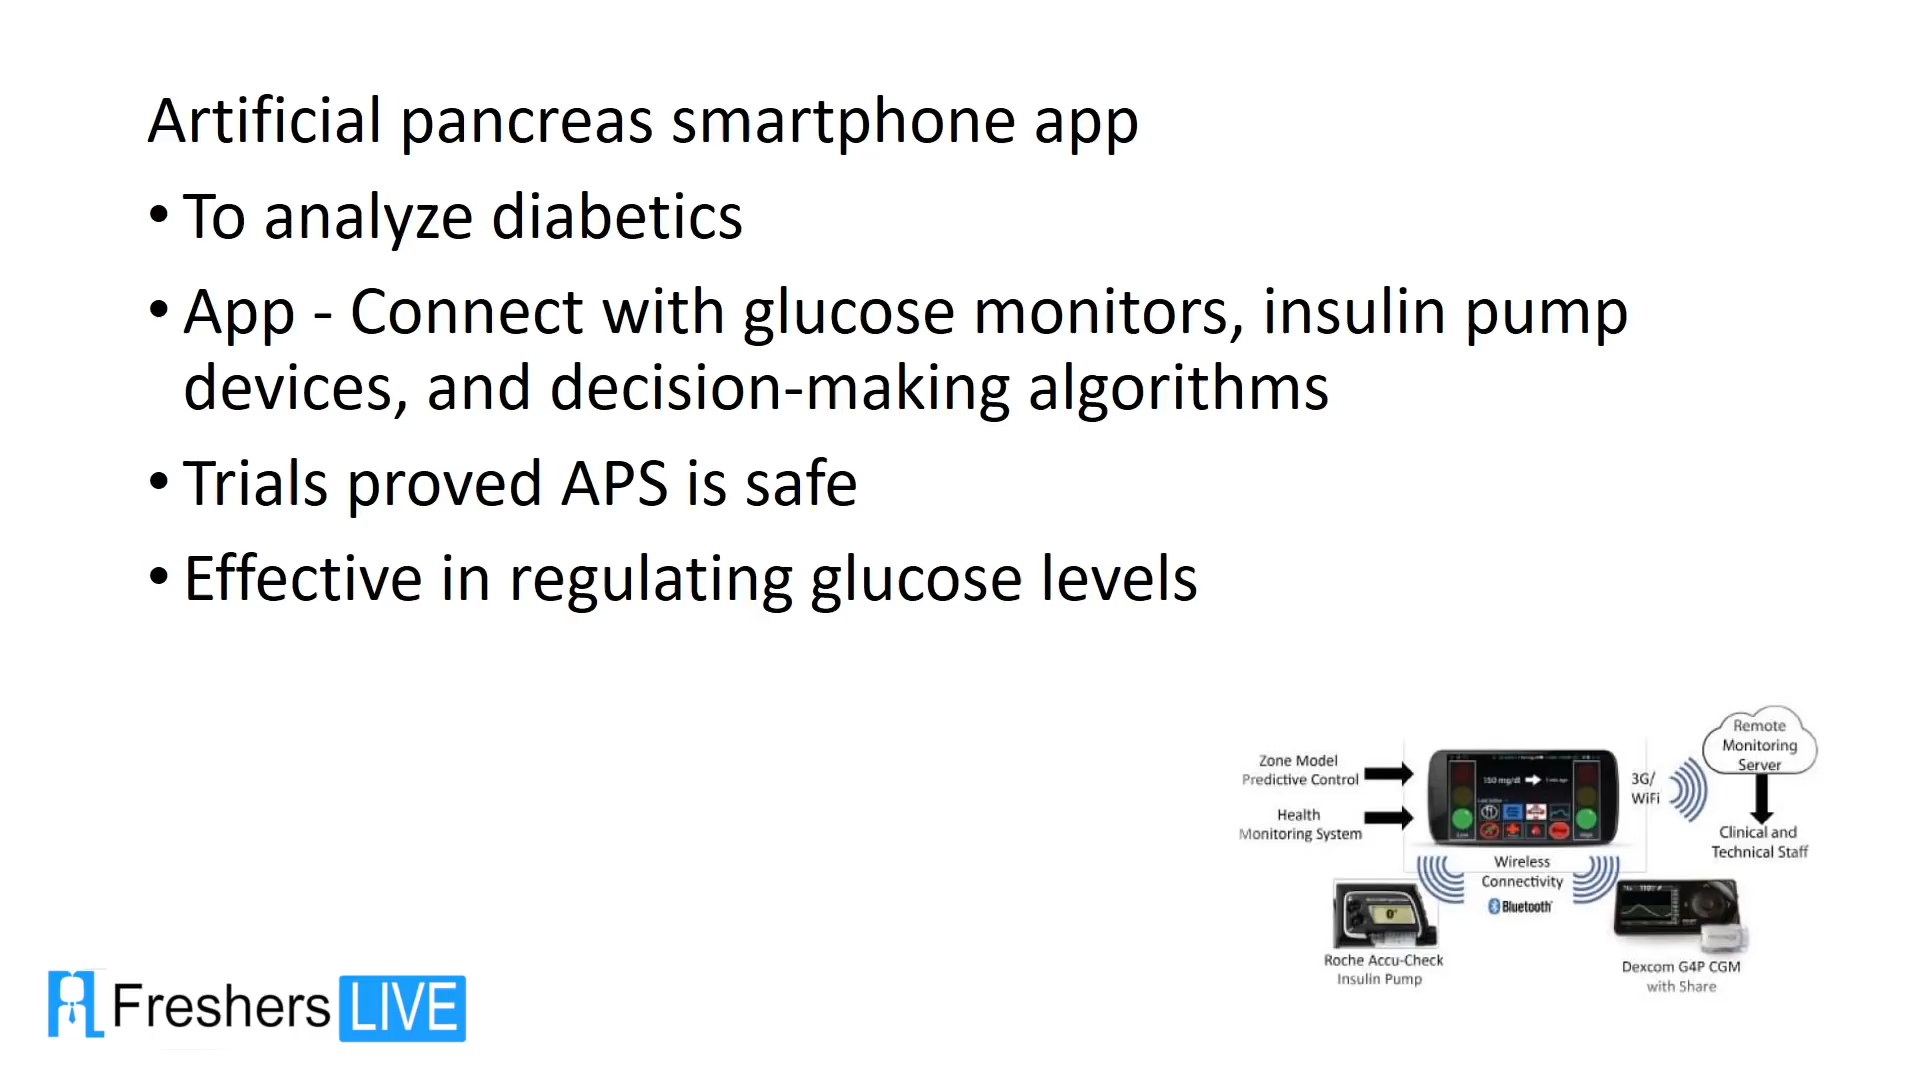 Artificial pancreas smartphone app
• To analyze diabetics
• App - Connect with glucose monitors, insulin pump
devices, and decision-making algorithms
• Trials proved APS is safe
• Effective in regulating glucose levels
Zone Model
Predictive Control
Health
Monitoring System
150 mg/dl
3G/
WiFi
Remote
Monitoring
Server
Clinical and
Technical Staff
Wireless
Connectivity
Bluetooth
Roche Accu-Check
Insulin Pump
Dexcom G4P CGM
with Share
Freshers LIVE